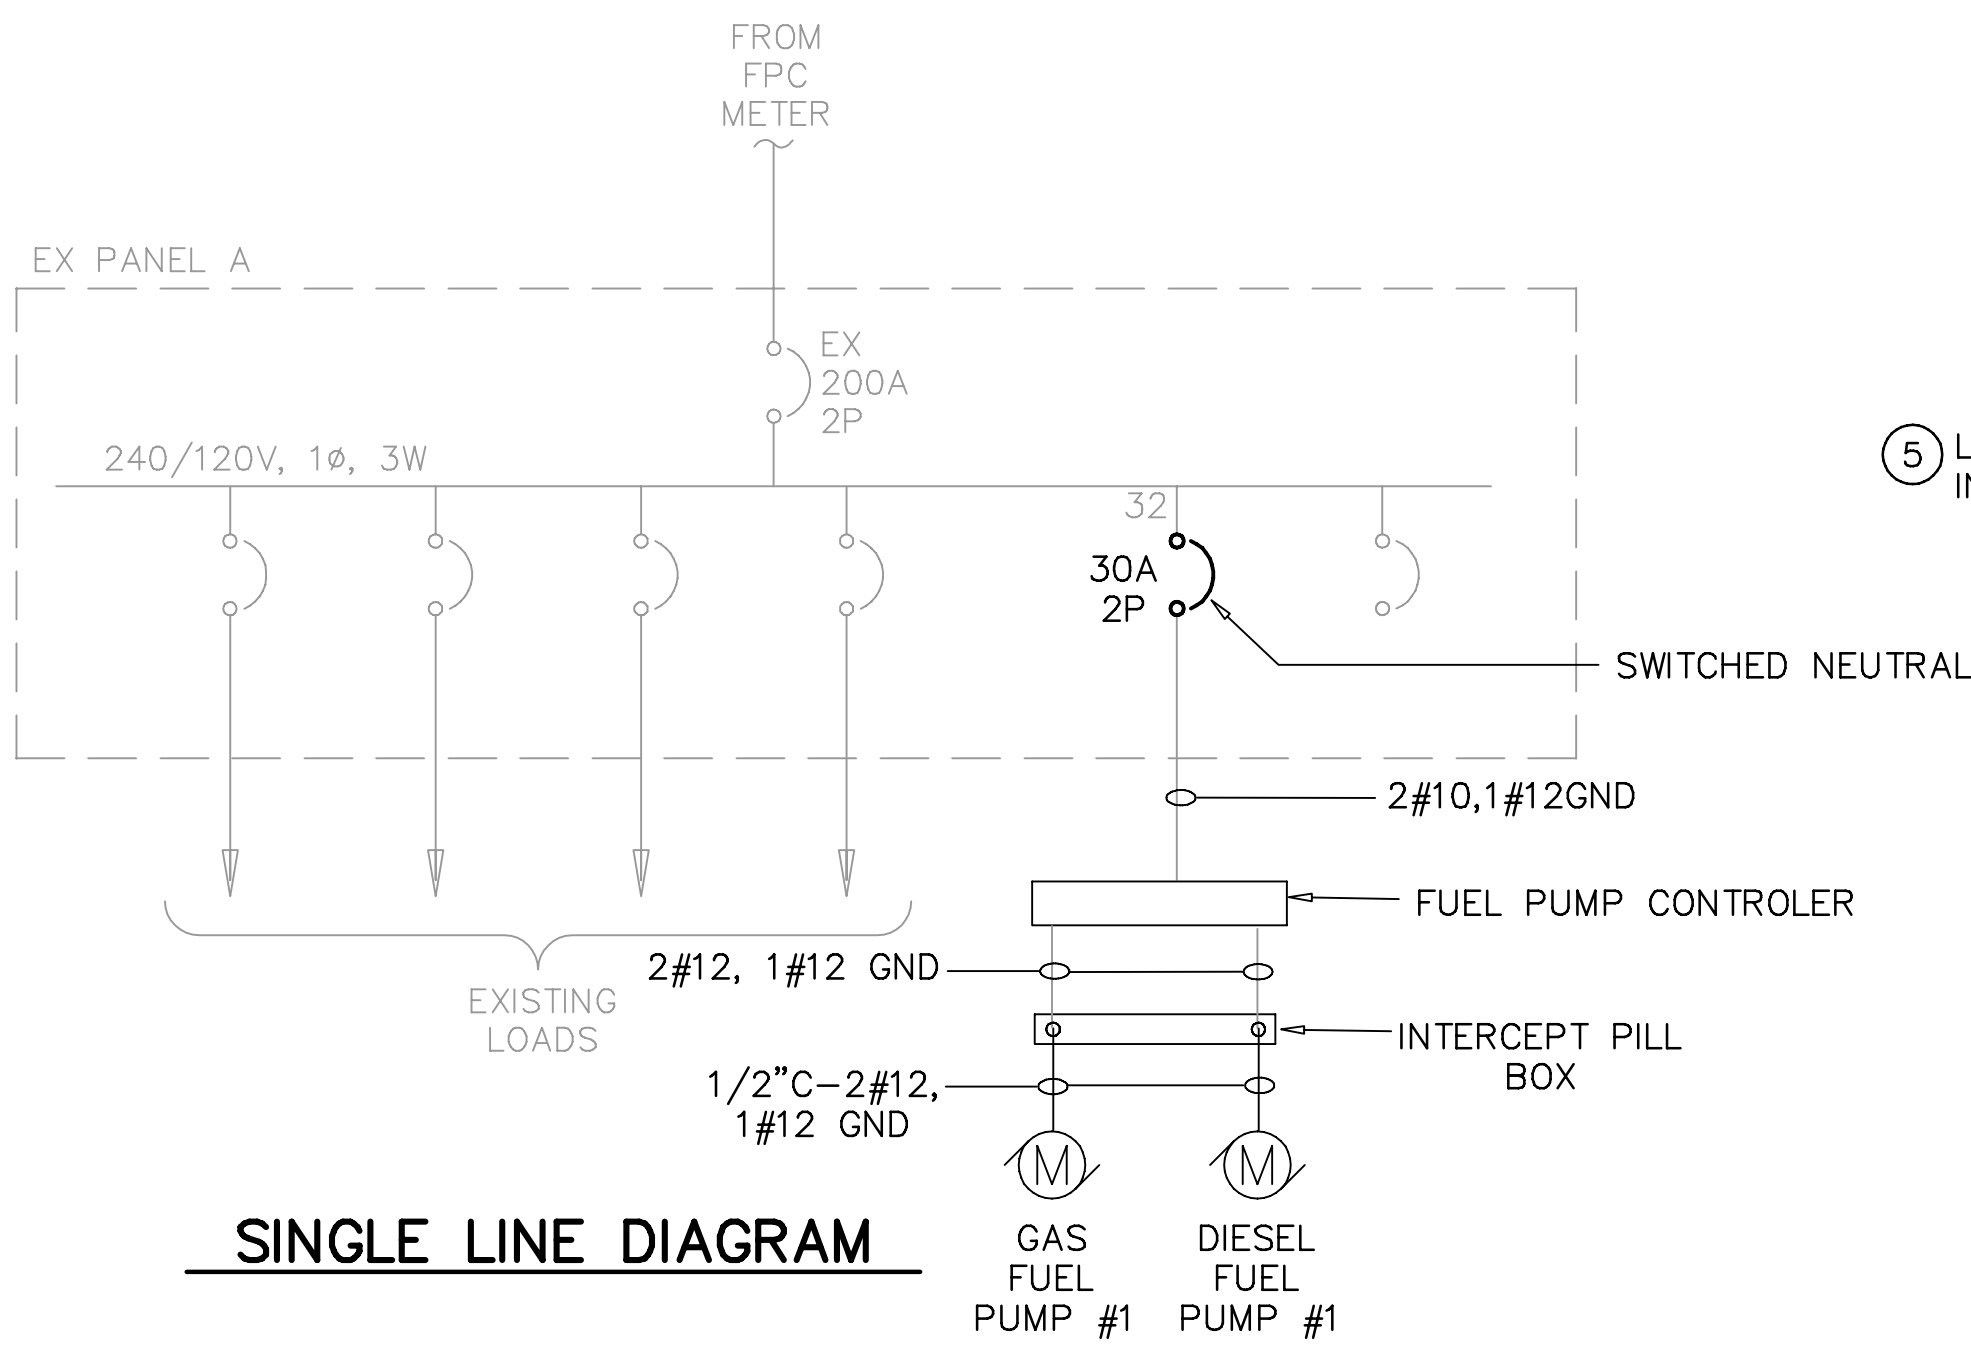 FROM
FPC
METER
EX PANEL A
EX
200A
2P
240/120V, 1ø, 3W
32
30A
2P
5
SWITCHED NEUTRAL
2#10,1#12GND
FUEL PUMP CONTROLER
2#12, 1#12 GND
EXISTING
LOADS
INTERCEPT PILL
BOX
1/2"C-2#12,
1#12 GND
M
M
SINGLE LINE DIAGRAM
GAS
FUEL
PUMP #1
DIESEL
FUEL
PUMP #1